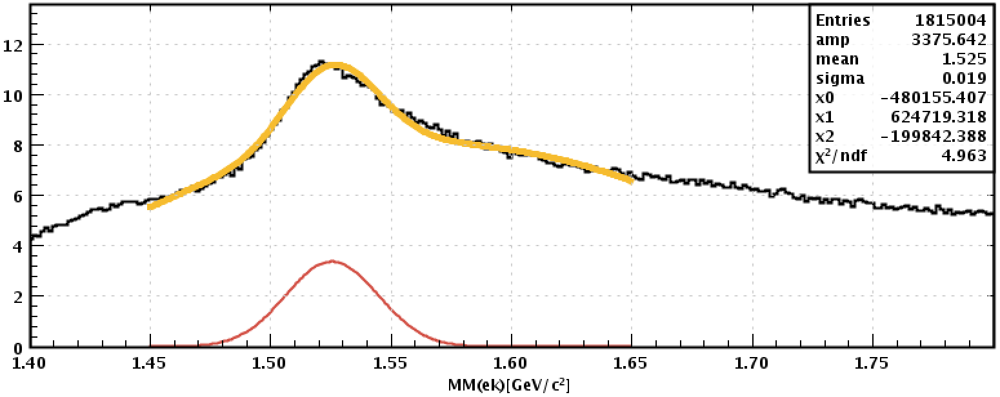 Entries 1815004
amp 3375.642
mean 1.525
sigma 0.019
x0 -480155.407
x1 624719.318
x2 -199842.388
χ²/ndf 4.963
12
10
8
6
4
2
0
1.40 1.45 1.50 1.55 1.60 1.65 1.70 1.75
MM(ek)[GeV/c²]